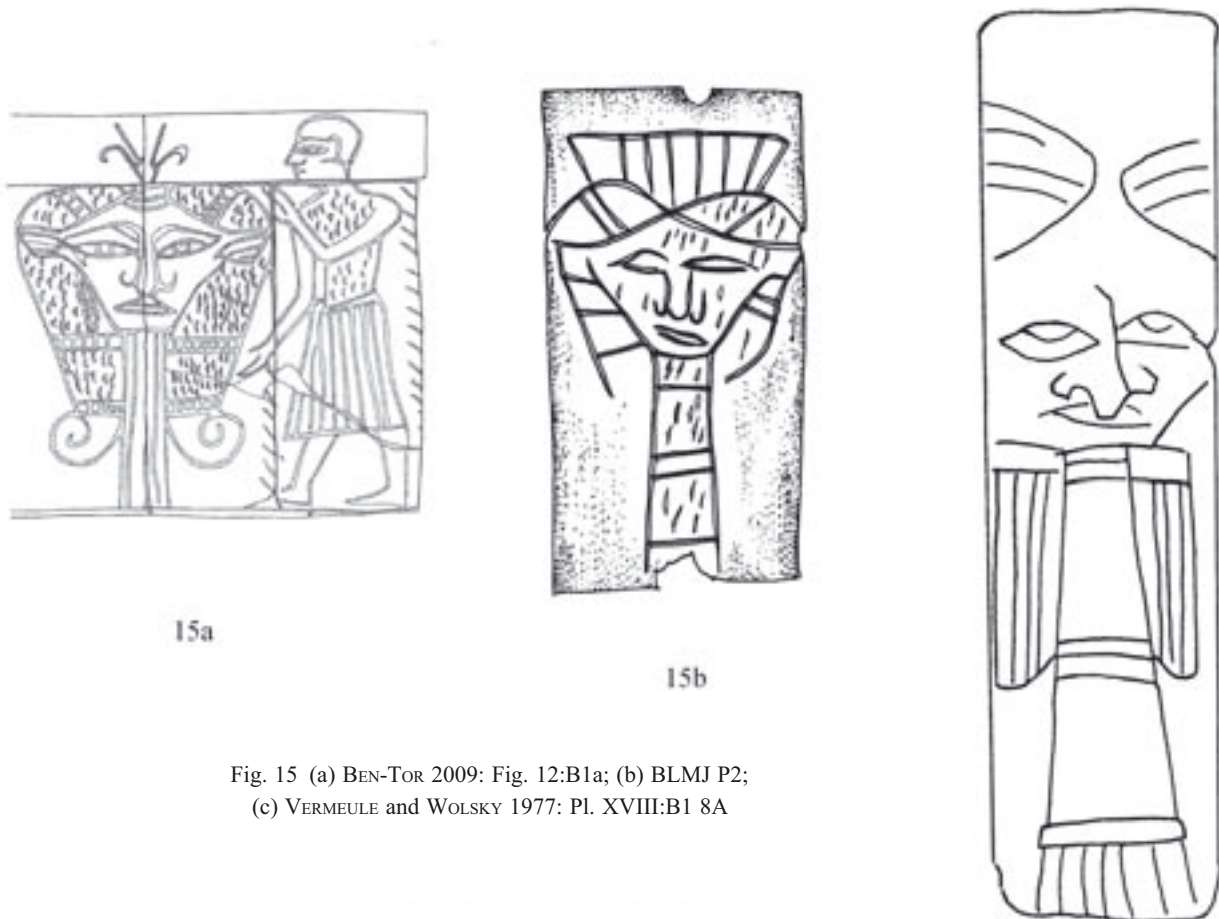 15a
15b
Fig. 15 (a) BEN-TOR 2009: Fig. 12:B1a; (b) BLMJ P2;
(c) VERMEULE and WOLSKY 1977: Pl. XVIII:B1 8A